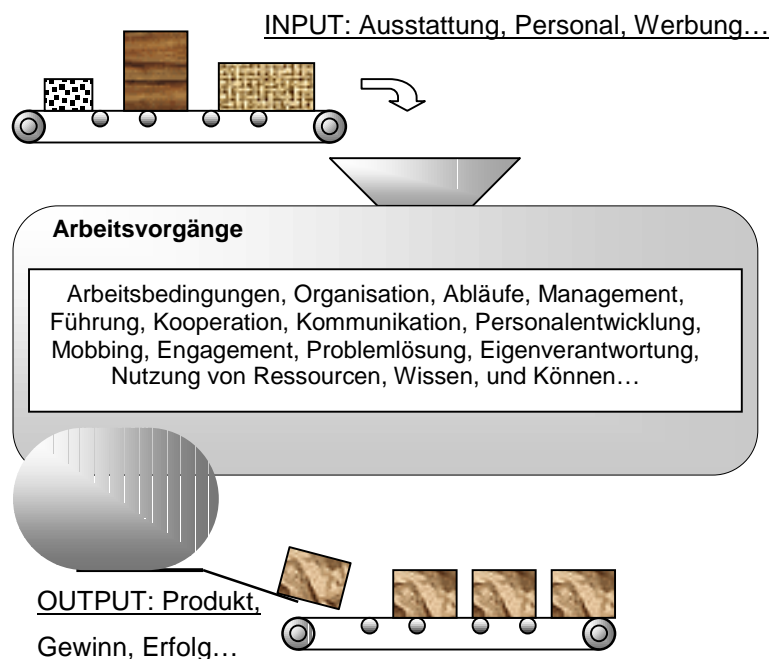 INPUT: Ausstattung, Personal, Werbung…
Arbeitsvorgänge
Arbeitsbedingungen, Organisation, Abläufe, Management,
Führung, Kooperation, Kommunikation, Personalentwicklung,
Mobbing, Engagement, Problemlösung, Eigenverantwortung,
Nutzung von Ressourcen, Wissen, und Können…
OUTPUT: Produkt,
Gewinn, Erfolg…